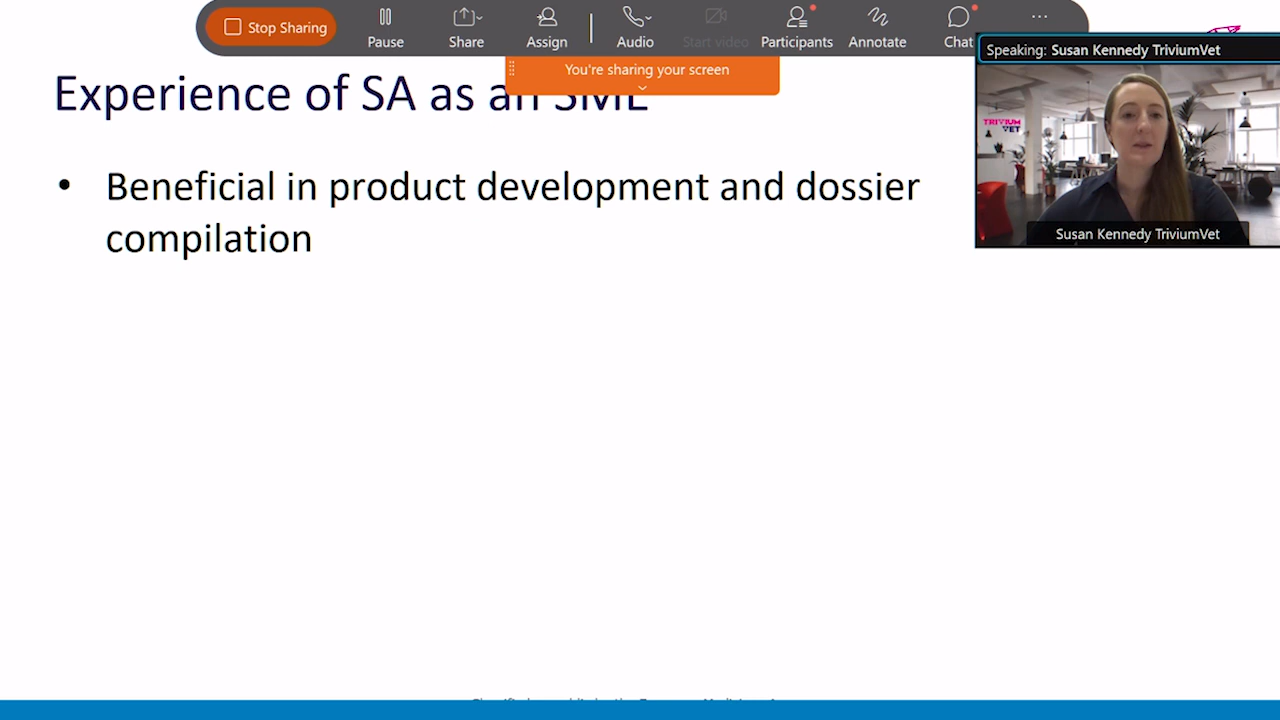 Stop Sharing
Pause
Share
Assign
Audio
Start video
Participants
Annotate
Chat
You're sharing your screen
Speaking: Susan Kennedy TriviumVet
TRIVIUM
VET
Susan Kennedy TriviumVet
Experience of SA as an SME
• Beneficial in product development and dossier
compilation